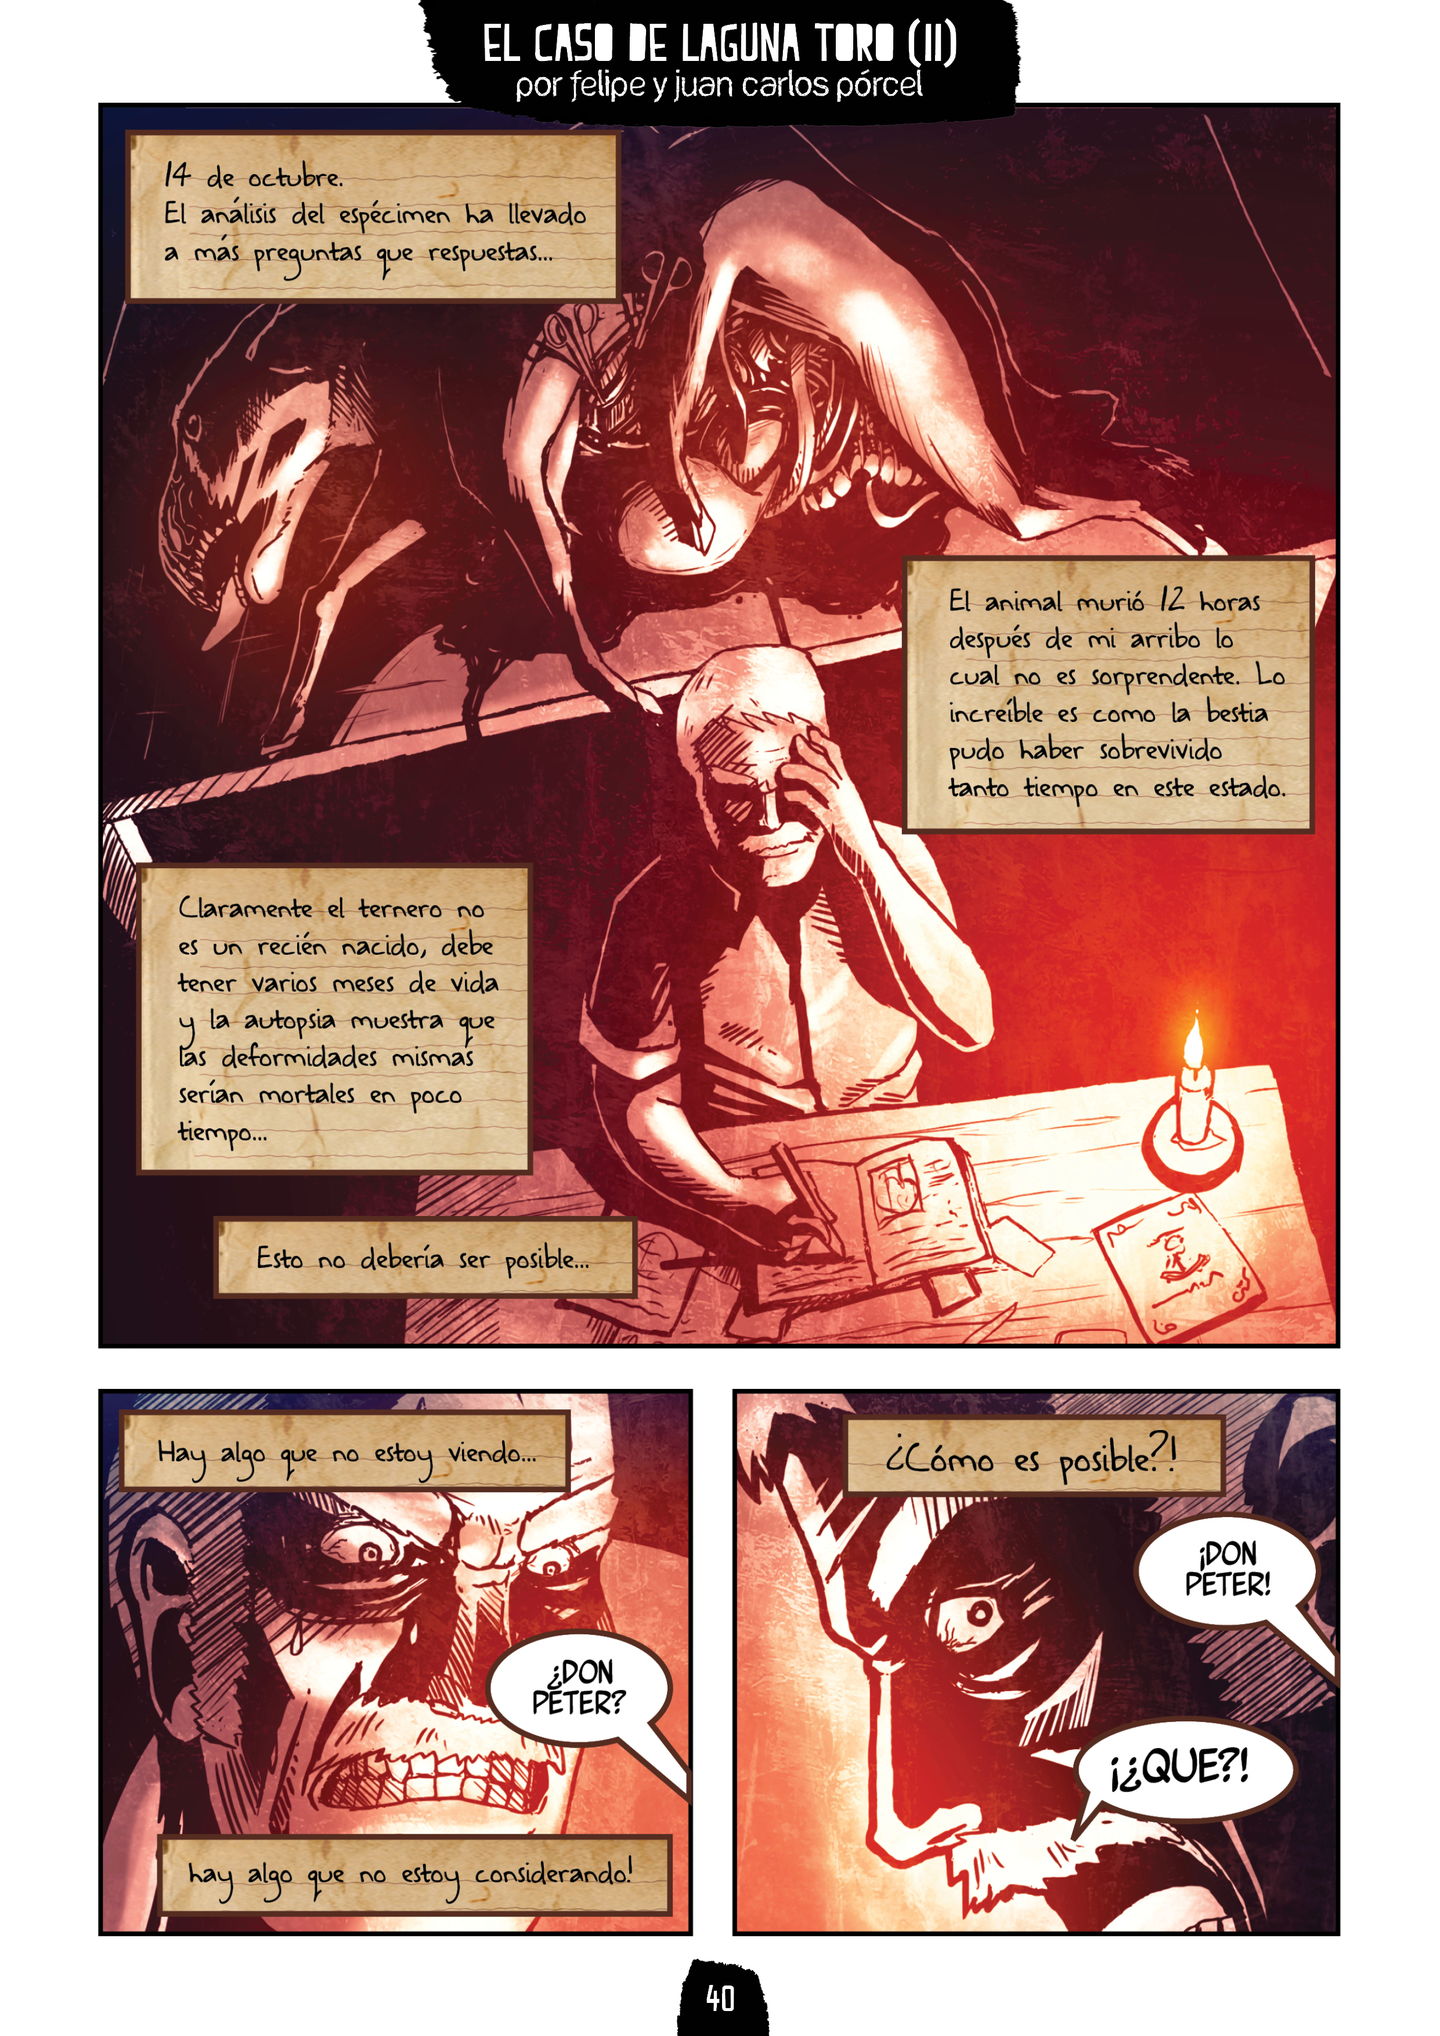 EL CASO DE LAGUNA TORO (II)
por felipe y juan carlos pórcel
14 de octubre.
El análisis del espécimen ha llevado
a más preguntas que respuestas...
El animal murió 12 horas
después de mi arribo lo
cual no es sorprendente. Lo
increíble es como la bestia
pudo haber sobrevivido
tanto tiempo en este estado.
Claramente el ternero no
es un recién nacido, debe
tener varios meses de vida
y la autopsia muestra que
las deformidades mismas
serían mortales en poco
tiempo...
Esto no debería ser posible...
Hay algo que no estoy viendo...
¿DON
PETER?
hay algo que no estoy considerando!
¿Cómo es posible?!
¡DON
PETER!
¡¿QUE?!
40